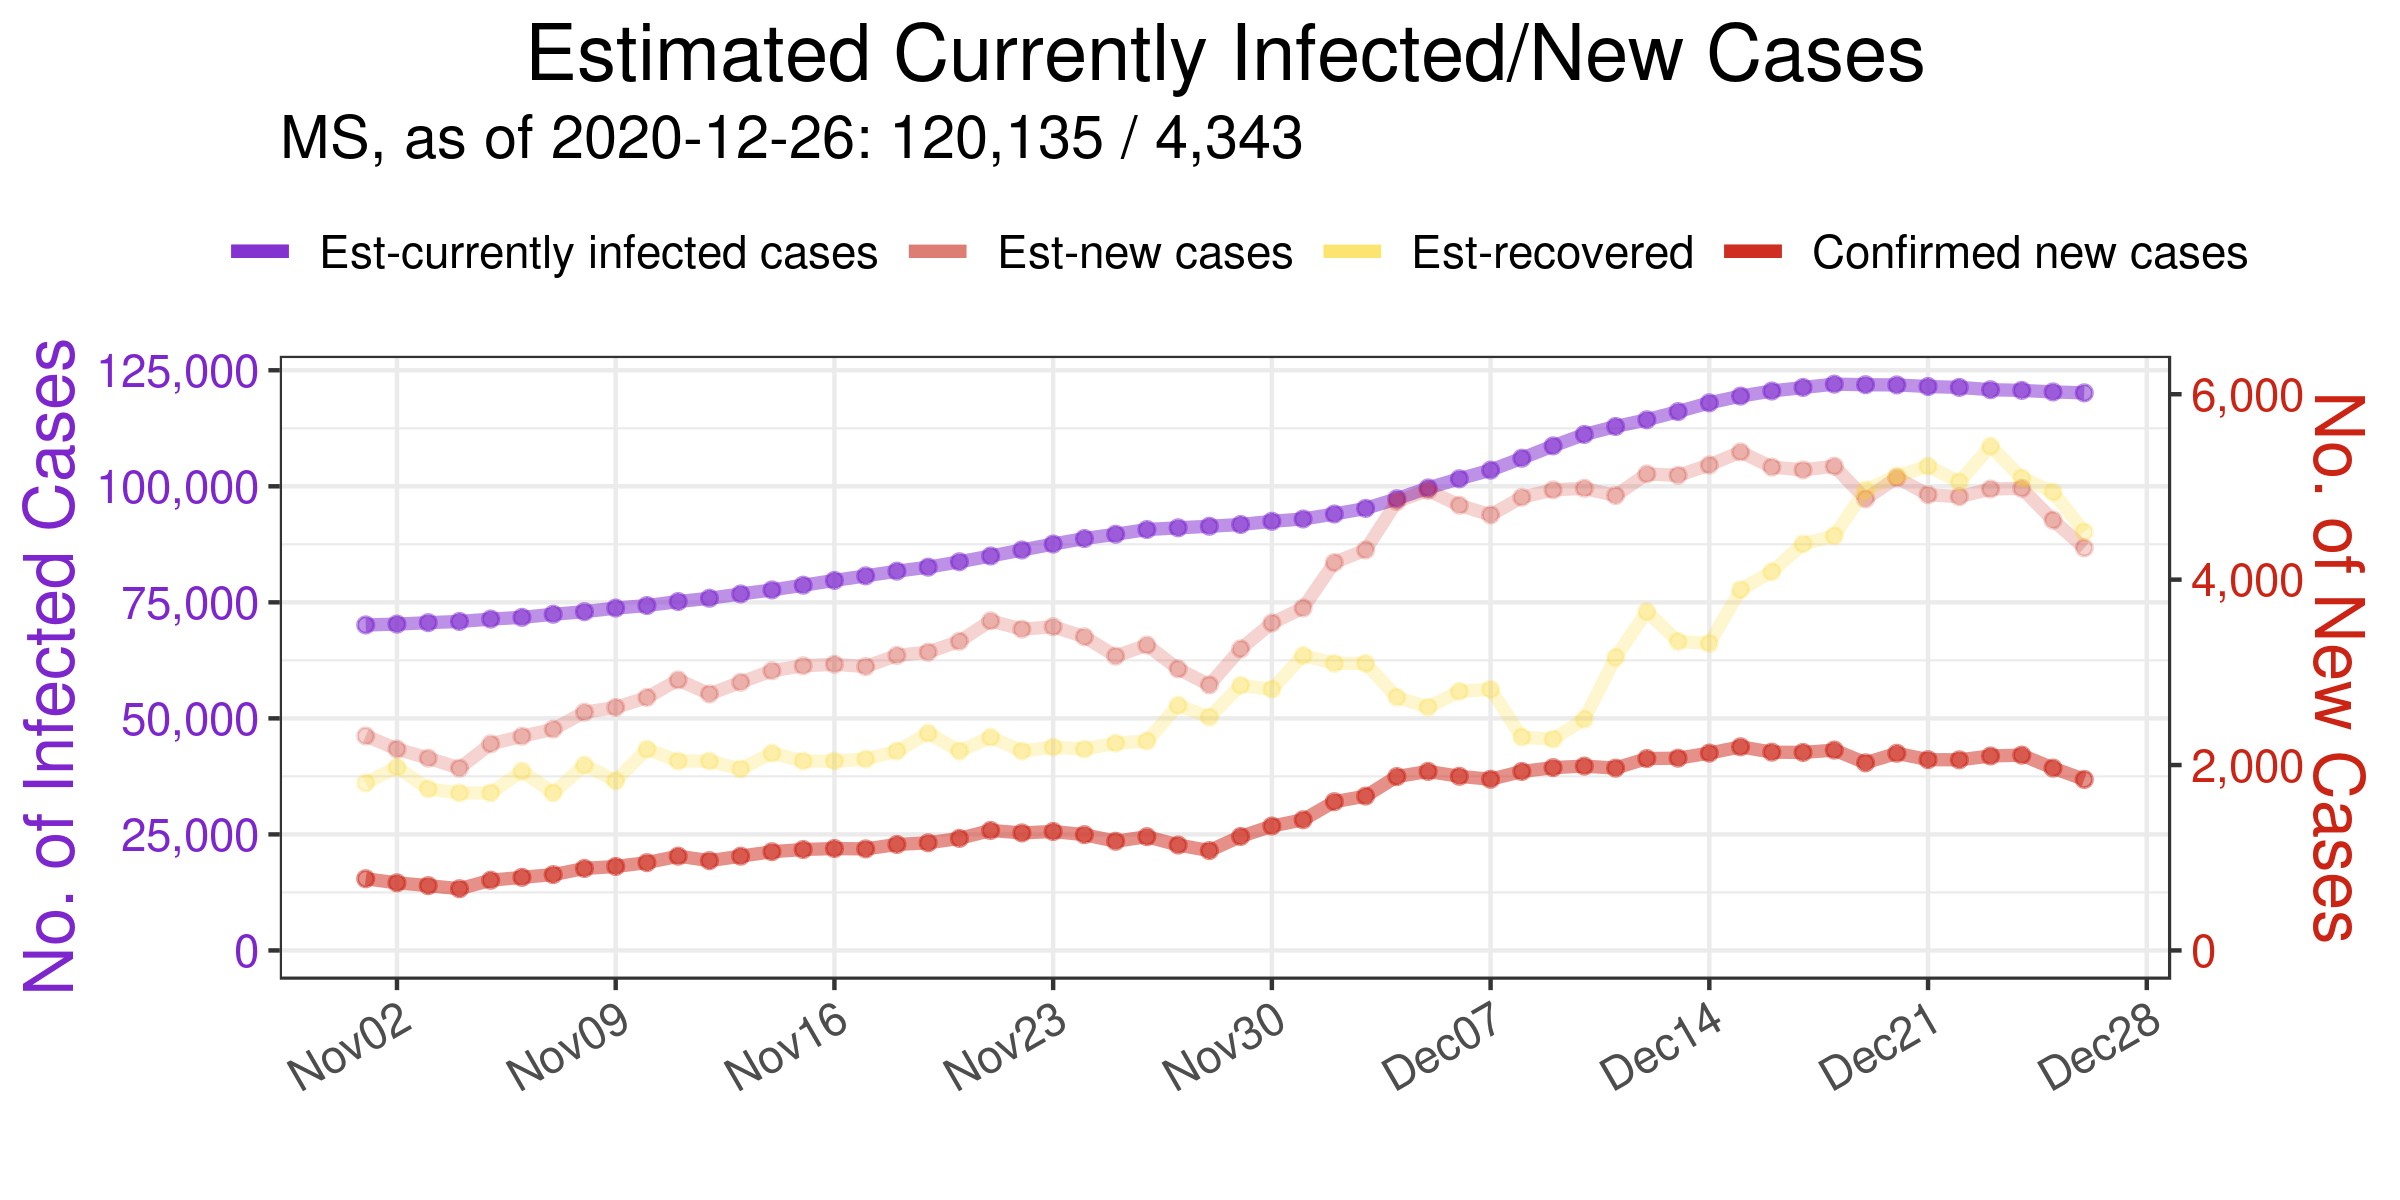 Estimated Currently Infected/New Cases
MS, as of 2020-12-26: 120,135 / 4,343
Est-currently infected cases Est-new cases Est-recovered Confirmed new cases
No. of Infected Cases
125,000
100,000
75,000
50,000
25,000
0
6,000
4,000
2,000
0
No. of New Cases
Nov02 Nov09 Nov16 Nov23 Nov30 Dec07 Dec14 Dec21 Dec28